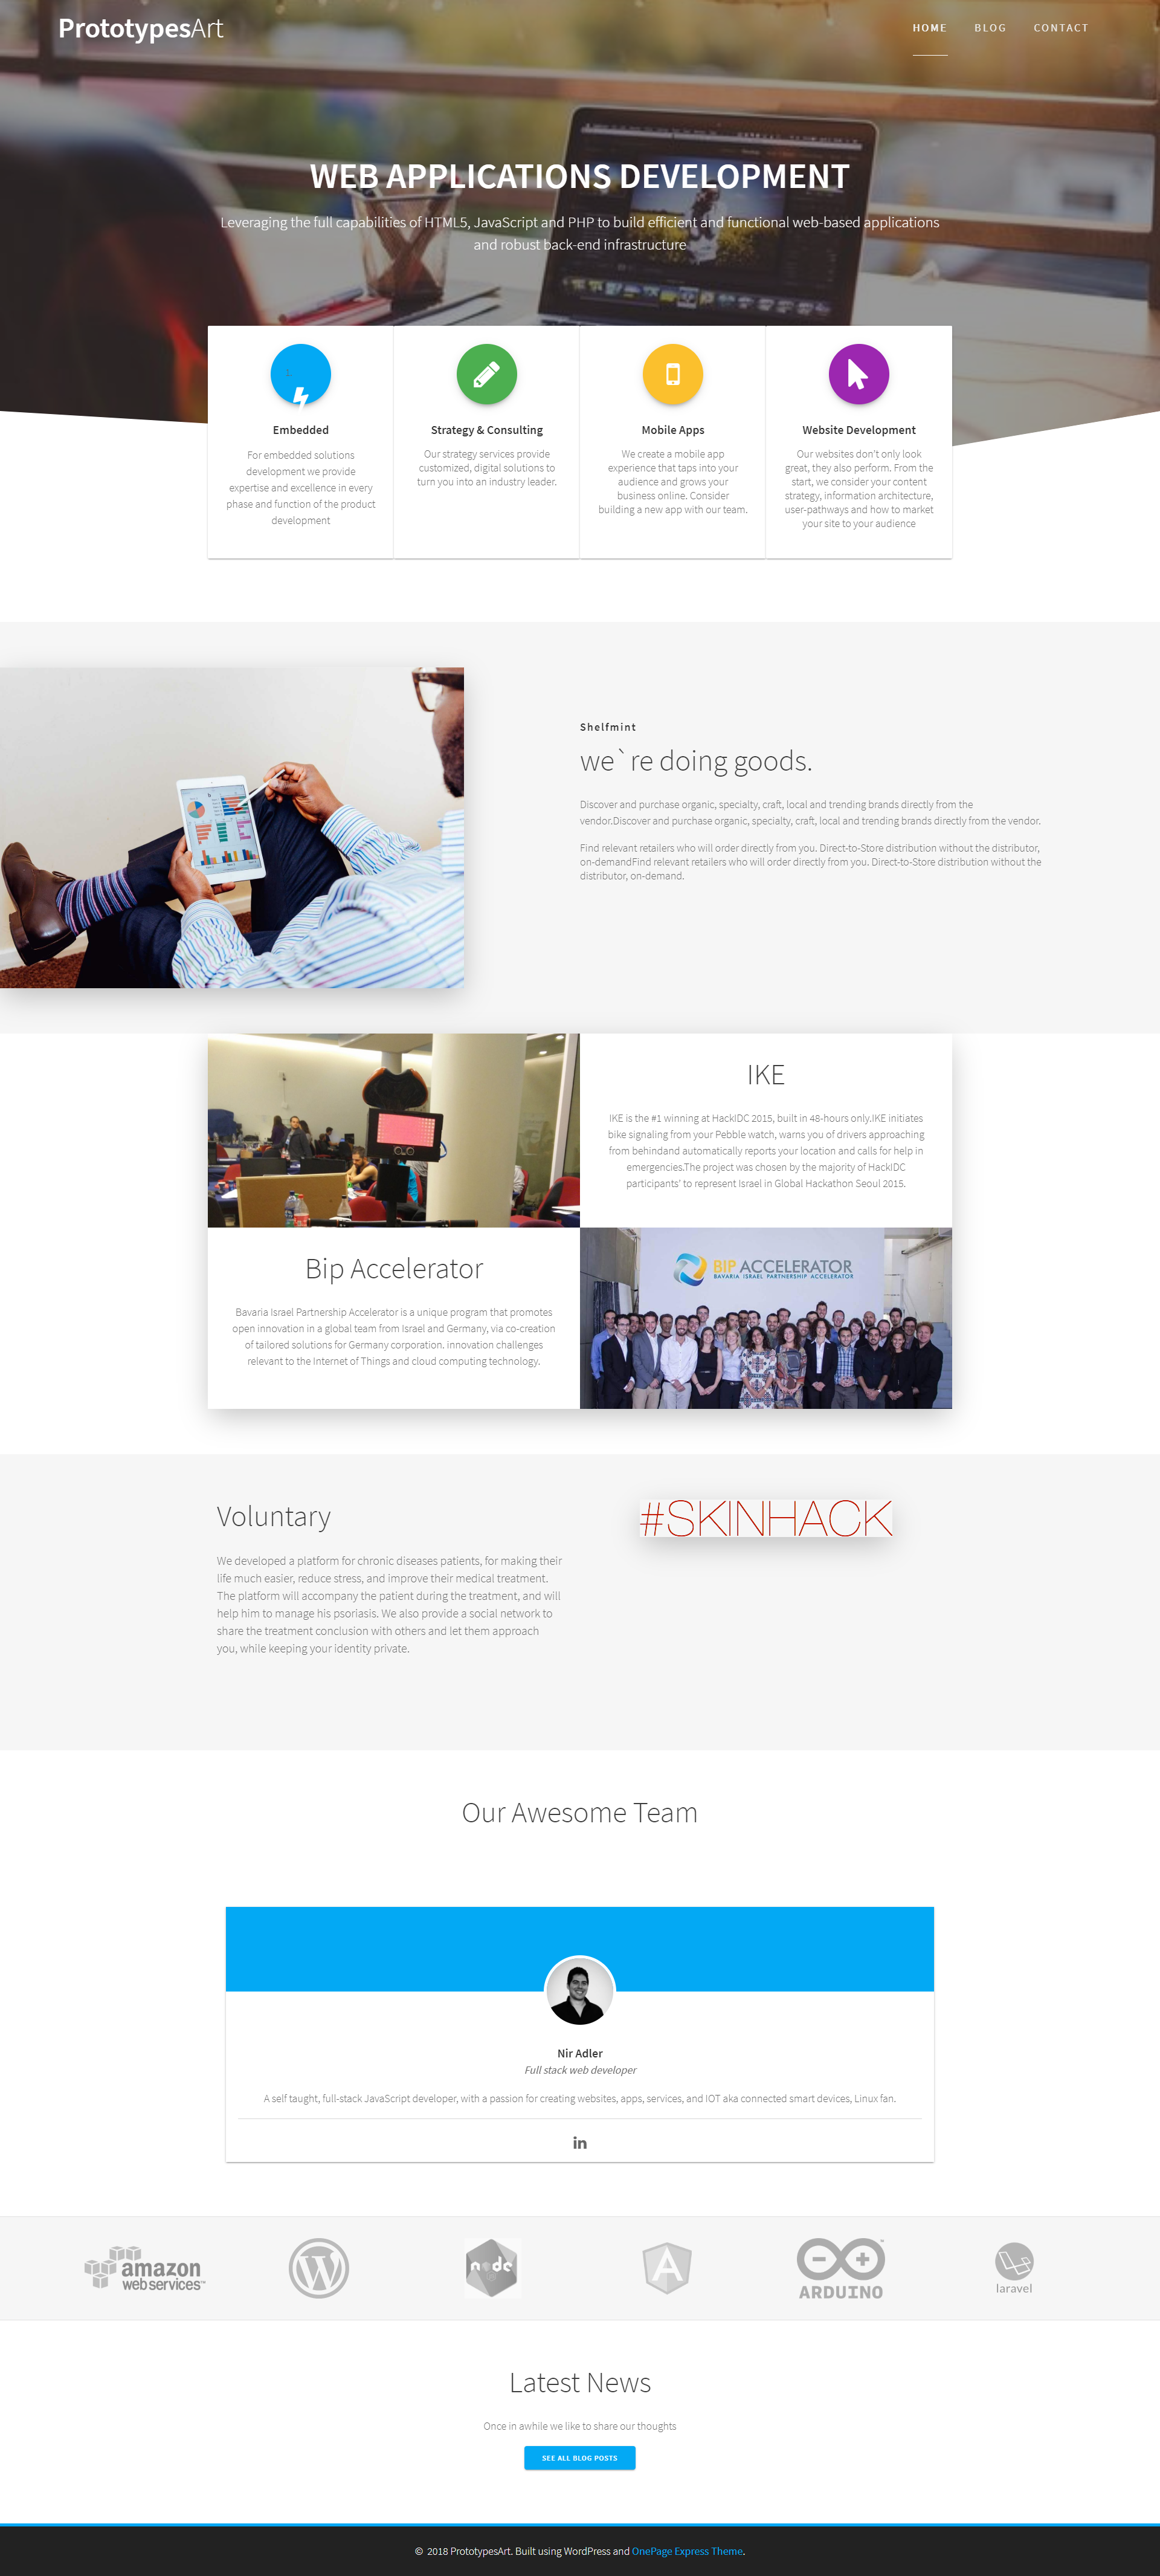 PrototypesArt
HOME BLOG CONTACT
WEB APPLICATIONS DEVELOPMENT
Leveraging the full capabilities of HTML5, JavaScript and PHP to build efficient and functional web-based applications
and robust back-end infrastructure
1.
Embedded
For embedded solutions
development we provide
expertise and excellence in every
phase and function of the product
development
Strategy & Consulting
Our strategy services provide
customized, digital solutions to
turn you into an industry leader.
Mobile Apps
We create a mobile app
experience that taps into your
audience and grows your
business online. Consider
building a new app with our team.
Website Development
Our websites don't only look
great, they also perform. From the
start, we consider your content
strategy, information architecture,
user-pathways and how to market
your site to your audience
Shelfmint
we`re doing goods.
Discover and purchase organic, specialty, craft, local and trending brands directly from the
vendor.Discover and purchase organic, specialty, craft, local and trending brands directly from the vendor.
Find relevant retailers who will order directly from you. Direct-to-Store distribution without the distributor,
on-demandFind relevant retailers who will order directly from you. Direct-to-Store distribution without the
distributor, on-demand.
IKE
IKE is the #1 winning at HackIDC 2015, built in 48-hours only.IKE initiates
bike signaling from your Pebble watch, warns you of drivers approaching
from behindand automatically reports your location and calls for help in
emergencies.The project was chosen by the majority of HackIDC
participants' to represent Israel in Global Hackathon Seoul 2015.
Bip Accelerator
Bavaria Israel Partnership Accelerator is a unique program that promotes
open innovation in a global team from Israel and Germany, via co-creation
of tailored solutions for Germany corporation. innovation challenges
relevant to the Internet of Things and cloud computing technology.
BIP ACCELERATOR
BAVARIA ISRAEL PARTNERSHIP ACCELERATOR
Voluntary
We developed a platform for chronic diseases patients, for making their
life much easier, reduce stress, and improve their medical treatment.
The platform will accompany the patient during the treatment, and will
help him to manage his psoriasis. We also provide a social network to
share the treatment conclusion with others and let them approach
you, while keeping your identity private.
#SKINHACK
Our Awesome Team
Nir Adler
Full stack web developer
A self taught, full-stack JavaScript developer, with a passion for creating websites, apps, services, and IOT aka connected smart devices, Linux fan.
in
amazon
web services™
W
node
A
ARDUINO
laravel
Latest News
Once in awhile we like to share our thoughts
SEE ALL BLOG POSTS
© 2018 PrototypesArt. Built using WordPress and OnePage Express Theme.